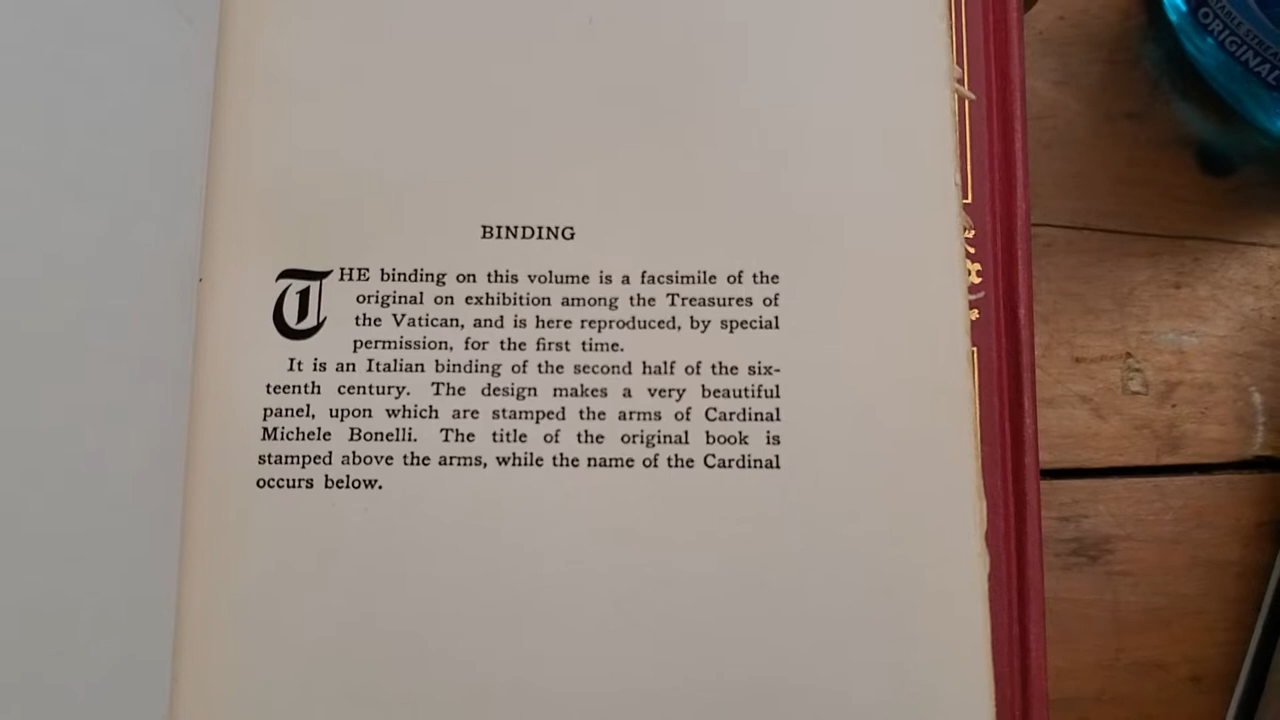 BINDING
THE binding on this volume is a facsimile of the
original on exhibition among the Treasures of
the Vatican, and is here reproduced, by special
permission, for the first time.
It is an Italian binding of the second half of the six-
teenth century. The design makes a very beautiful
panel, upon which are stamped the arms of Cardinal
Michele Bonelli. The title of the original book is
stamped above the arms, while the name of the Cardinal
occurs below.
ORIGINAL